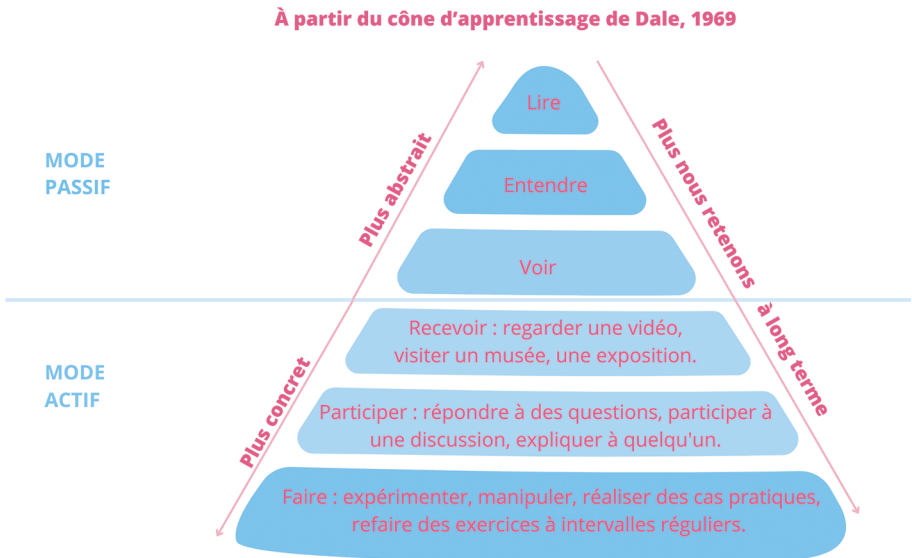 À partir du cône d’apprentissage de Dale, 1969
Lire
MODE
PASSIF
Plus abstrait
Plus nous retenons à long terme
Entendre
Voir
Recevoir : regarder une vidéo,
visiter un musée, une exposition.
MODE
ACTIF
Plus concret
Participer : répondre à des questions, participer à
une discussion, expliquer à quelqu'un.
Faire : expérimenter, manipuler, réaliser des cas pratiques,
refaire des exercices à intervalles réguliers.